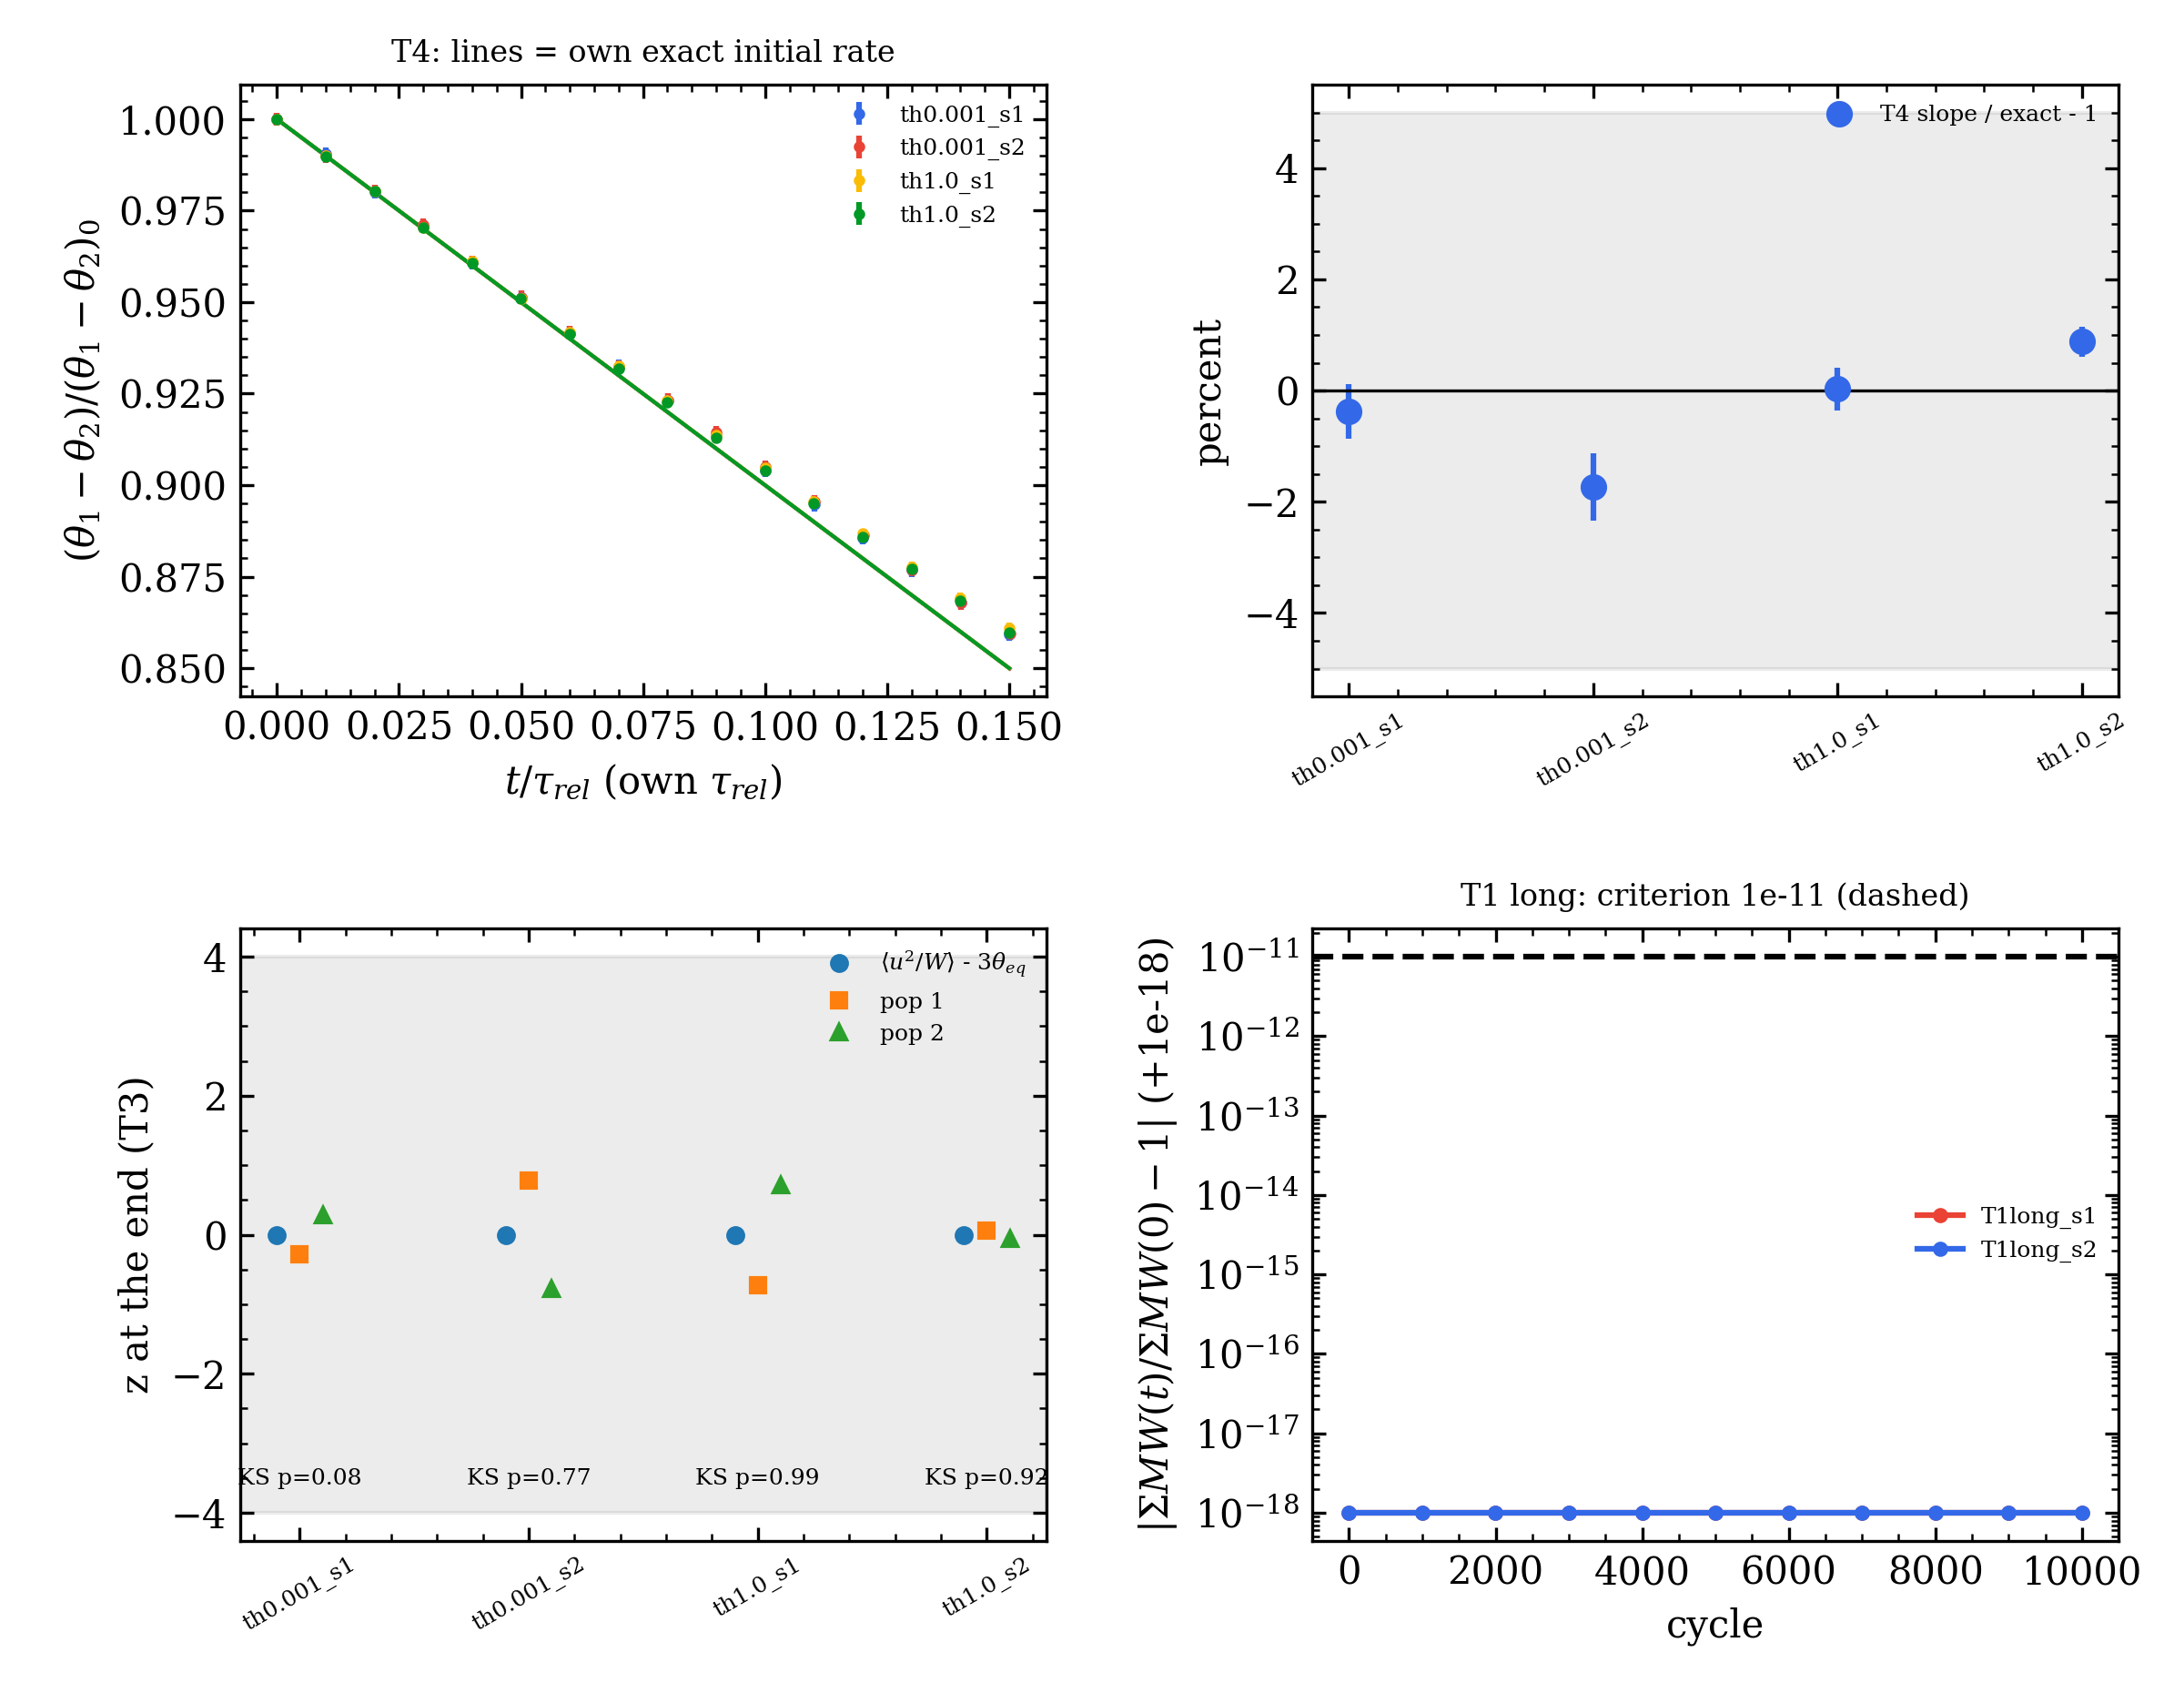 T4: lines = own exact initial rate
(θ₁ − θ₂)/(θ₁ − θ₂)₀
1.000
0.975
0.950
0.925
0.900
0.875
0.850
th0.001_s1
th0.001_s2
th1.0_s1
th1.0_s2
0.000 0.025 0.050 0.075 0.100 0.125 0.150
t/τ_rel (own τ_rel)
percent
4
2
0
−2
−4
T4 slope / exact - 1
th0.001_s1 th0.001_s2 th1.0_s1 th1.0_s2
z at the end (T3)
4
2
0
−2
−4
⟨u²/W⟩ - 3θ_eq
pop 1
pop 2
KS p=0.08 KS p=0.77 KS p=0.99 KS p=0.92
th0.001_s1 th0.001_s2 th1.0_s1 th1.0_s2
T1 long: criterion 1e-11 (dashed)
|ΣMW(t)/ΣMW(0) − 1| (+1e-18)
10⁻¹¹
10⁻¹²
10⁻¹³
10⁻¹⁴
10⁻¹⁵
10⁻¹⁶
10⁻¹⁷
10⁻¹⁸
T1long_s1
T1long_s2
0 2000 4000 6000 8000 10000
cycle